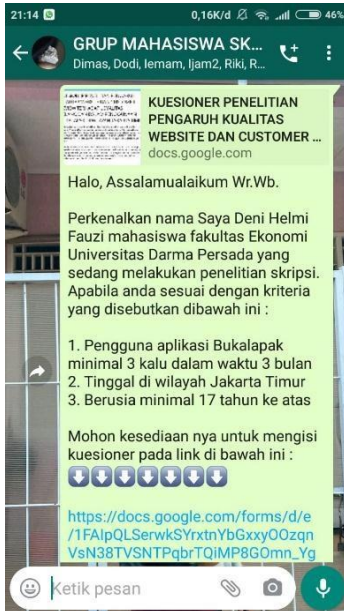 21:14 0,16K/d 46%
GRUP MAHASISWA SK...
Dimas, Dodi, Iemam, Ijam2, Riki, R...
KUESIONER PENELITIAN
PENGARUH KUALITAS
WEBSITE DAN CUSTOMER ...
docs.google.com
Halo, Assalamualaikum Wr.Wb.
Perkenalkan nama Saya Deni Helmi
Fauzi mahasiswa fakultas Ekonomi
Universitas Darma Persada yang
sedang melakukan penelitian skripsi.
Apabila anda sesuai dengan kriteria
yang disebutkan dibawah ini :
1. Pengguna aplikasi Bukalapak
minimal 3 kalu dalam waktu 3 bulan
2. Tinggal di wilayah Jakarta Timur
3. Berusia minimal 17 tahun ke atas
Mohon kesediaan nya untuk mengisi
kuesioner pada link di bawah ini :
https://docs.google.com/forms/d/e
/1FAIpQLSerwkSYrxtnYbGxxyOOzqn
VsN38TVSNTPqbrTQiMP8GOmn_Yg
Ketik pesan